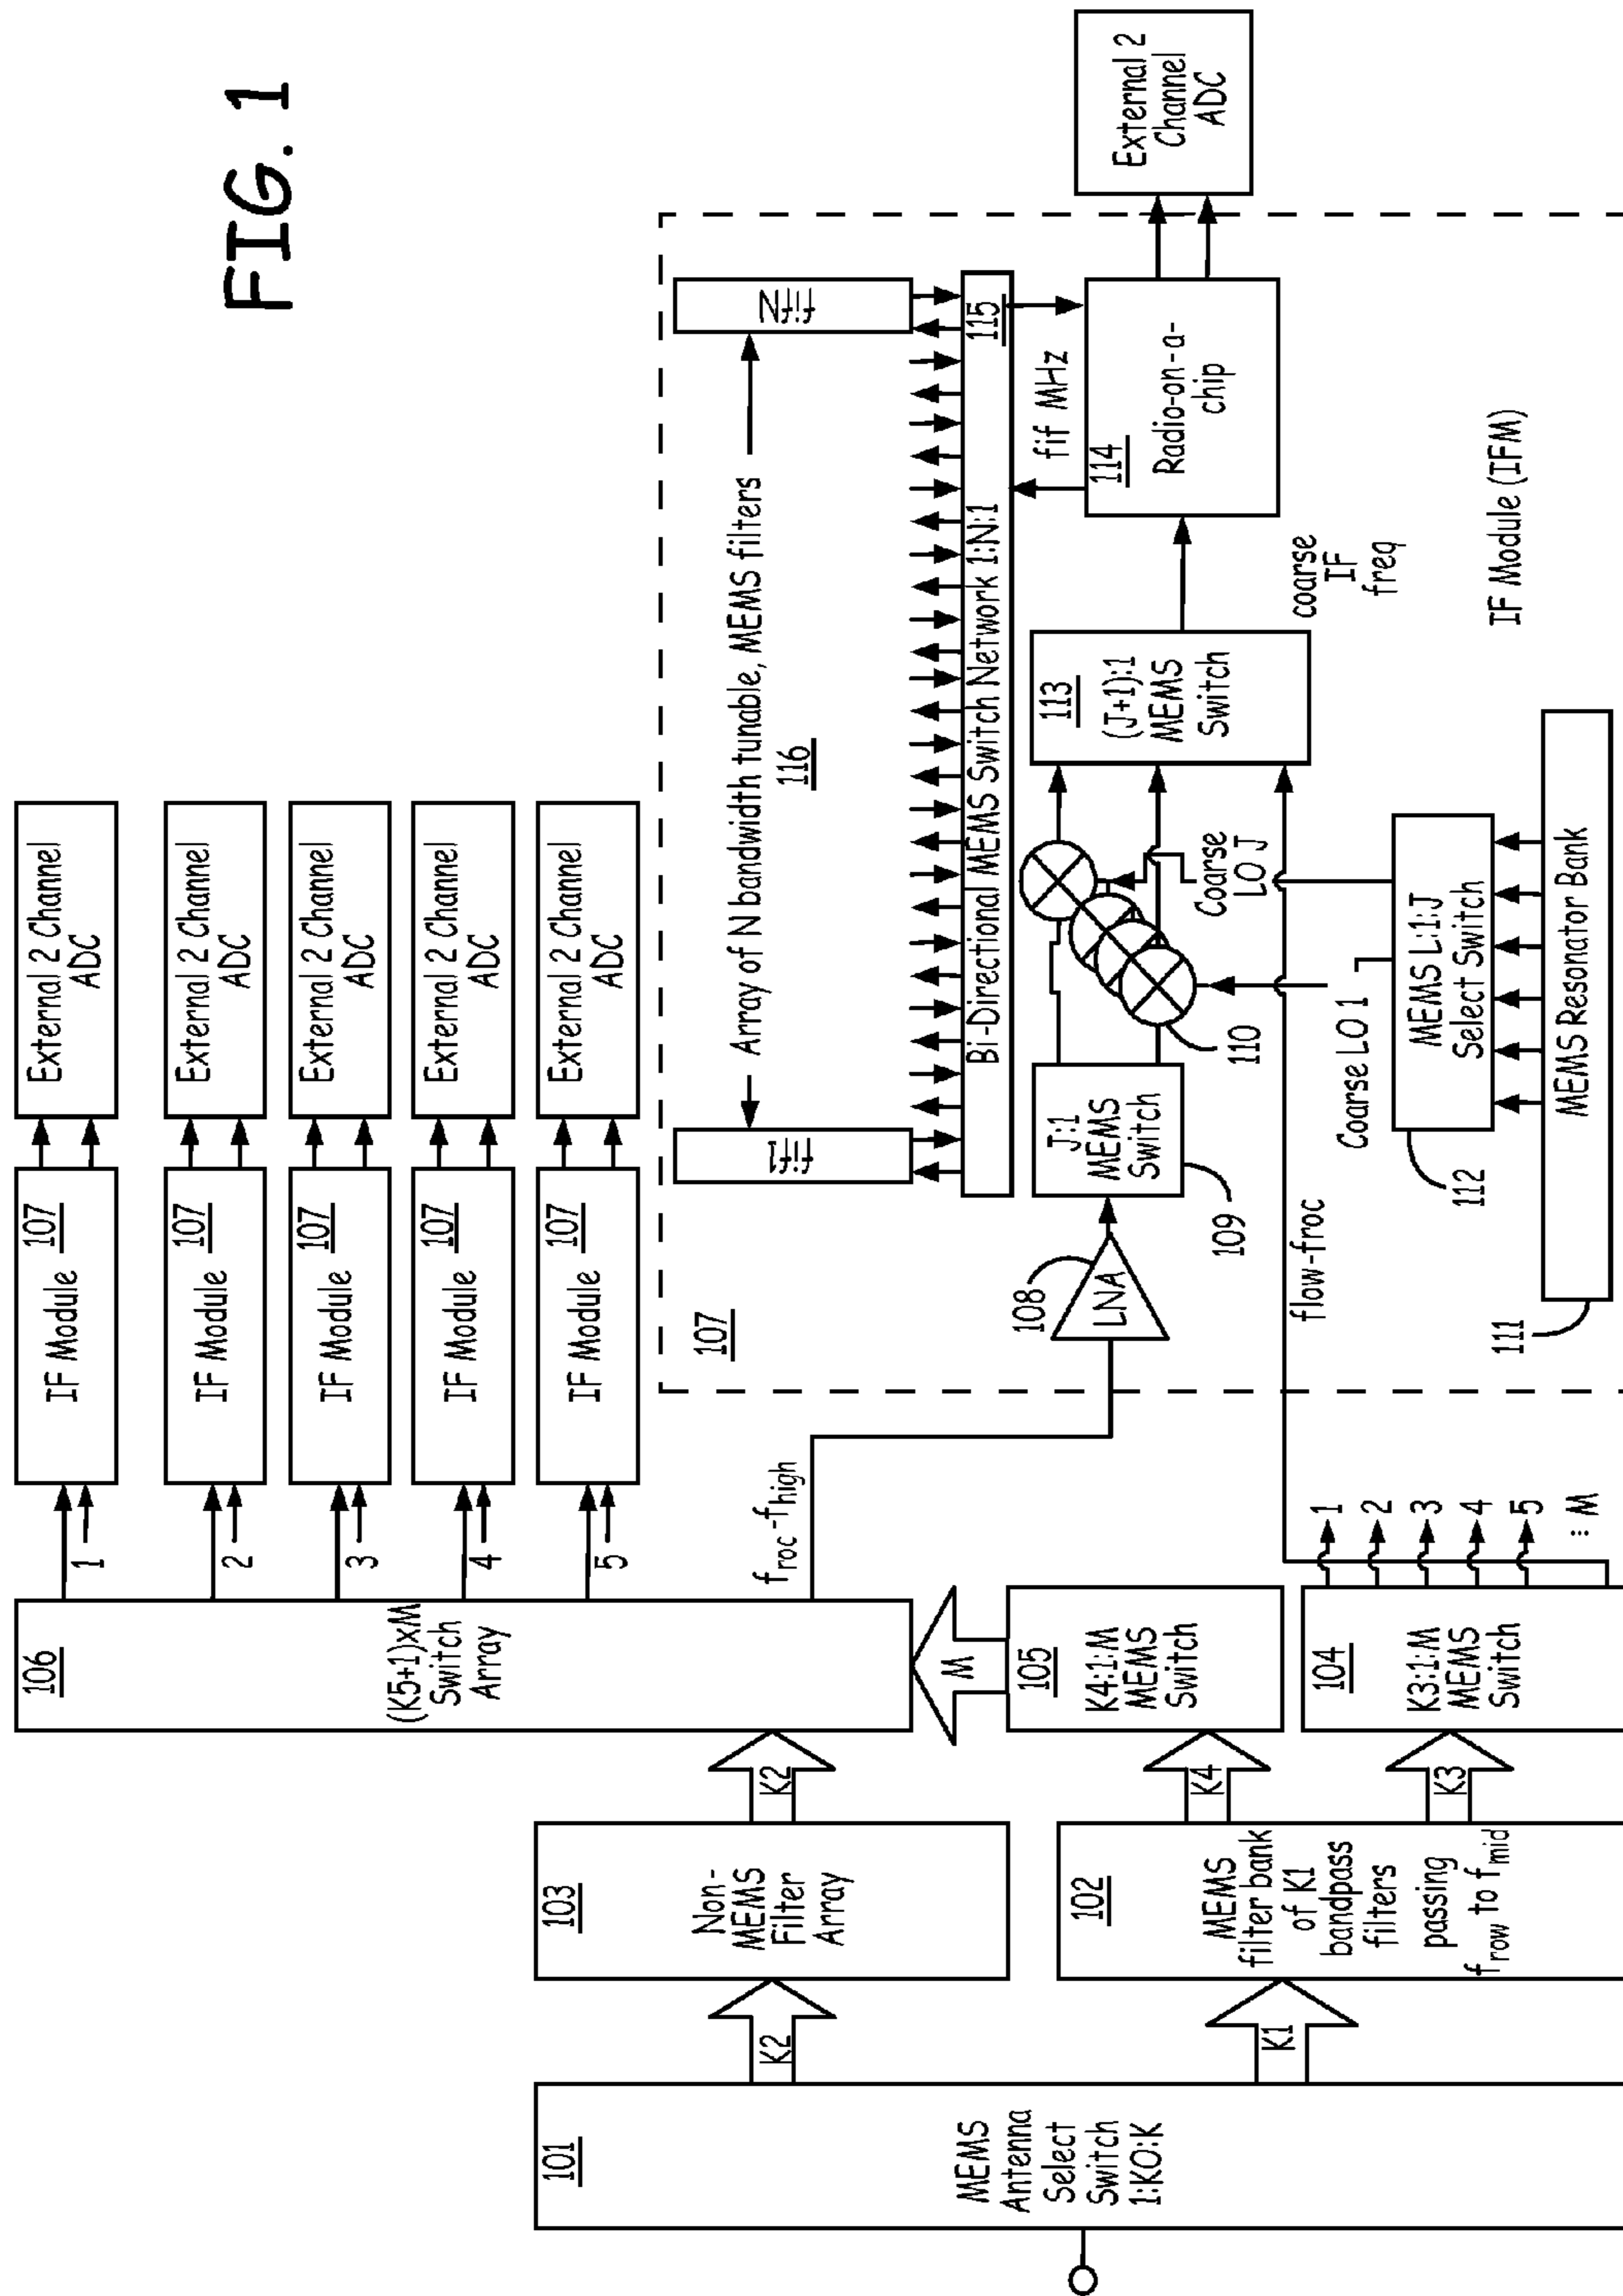 FIG. 1
101
MEMS
Antenna
Select
Switch
1:KO:K
K2
K1
103
Non-
MEMS
Filter
Array
102
MEMS
filter bank
of K1
bandpass
filters
passing
frow to fmid
K2
K4
K3
106
(K5+1)xM
Switch
Array
M
105
K4:1:M
MEMS
Switch
104
K3:1:M
MEMS
Switch
1
2
3
4
5
froc-fhigh
1
2
3
4
5
:: M
IF Module
107
IF Module
107
IF Module
107
IF Module
107
IF Module
107
External 2 Channel
ADC
External 2 Channel
ADC
External 2 Channel
ADC
External 2 Channel
ADC
External 2 Channel
ADC
107
fif1
Array of N bandwidth tunable, MEMS filters
116
fifN
Bi-Directional MEMS Switch Network 1:N:1
115
108
LNA
J:1
MEMS
Switch
109
110
113
(J+1):1
MEMS
Switch
fif MHz
114
Radio-on-a-
chip
External 2
Channel
ADC
coarse
IF
freq
Coarse
LO J
Coarse LO 1
flow-froc
MEMS L:1:J
Select Switch
112
MEMS Resonator Bank
111
IF Module (IFM)